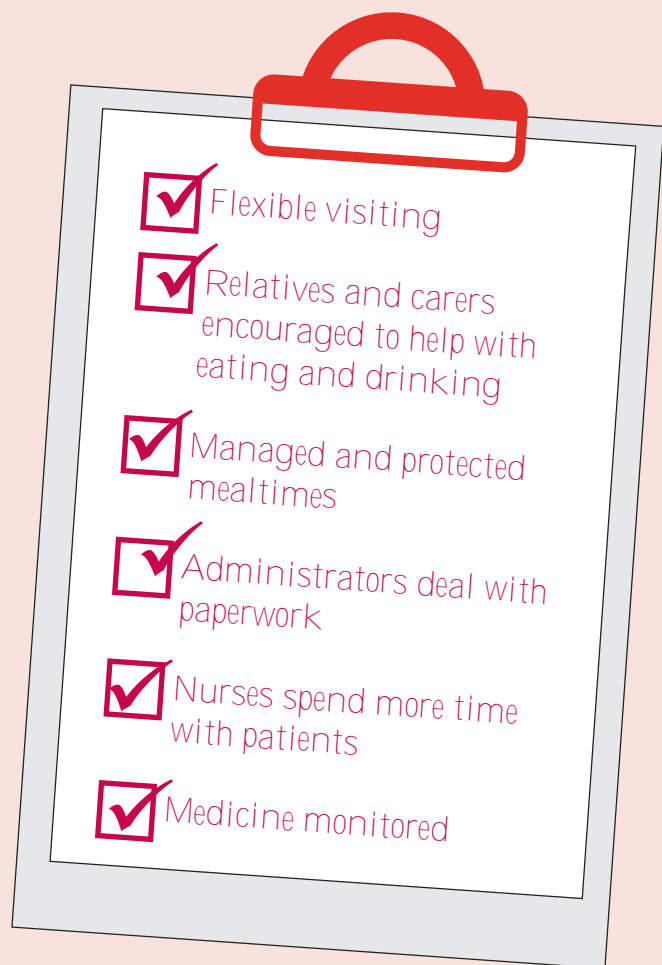 Flexible visiting
Relatives and carers
encouraged to help with
eating and drinking
Managed and protected
mealtimes
Administrators deal with
paperwork
Nurses spend more time
with patients
Medicine monitored